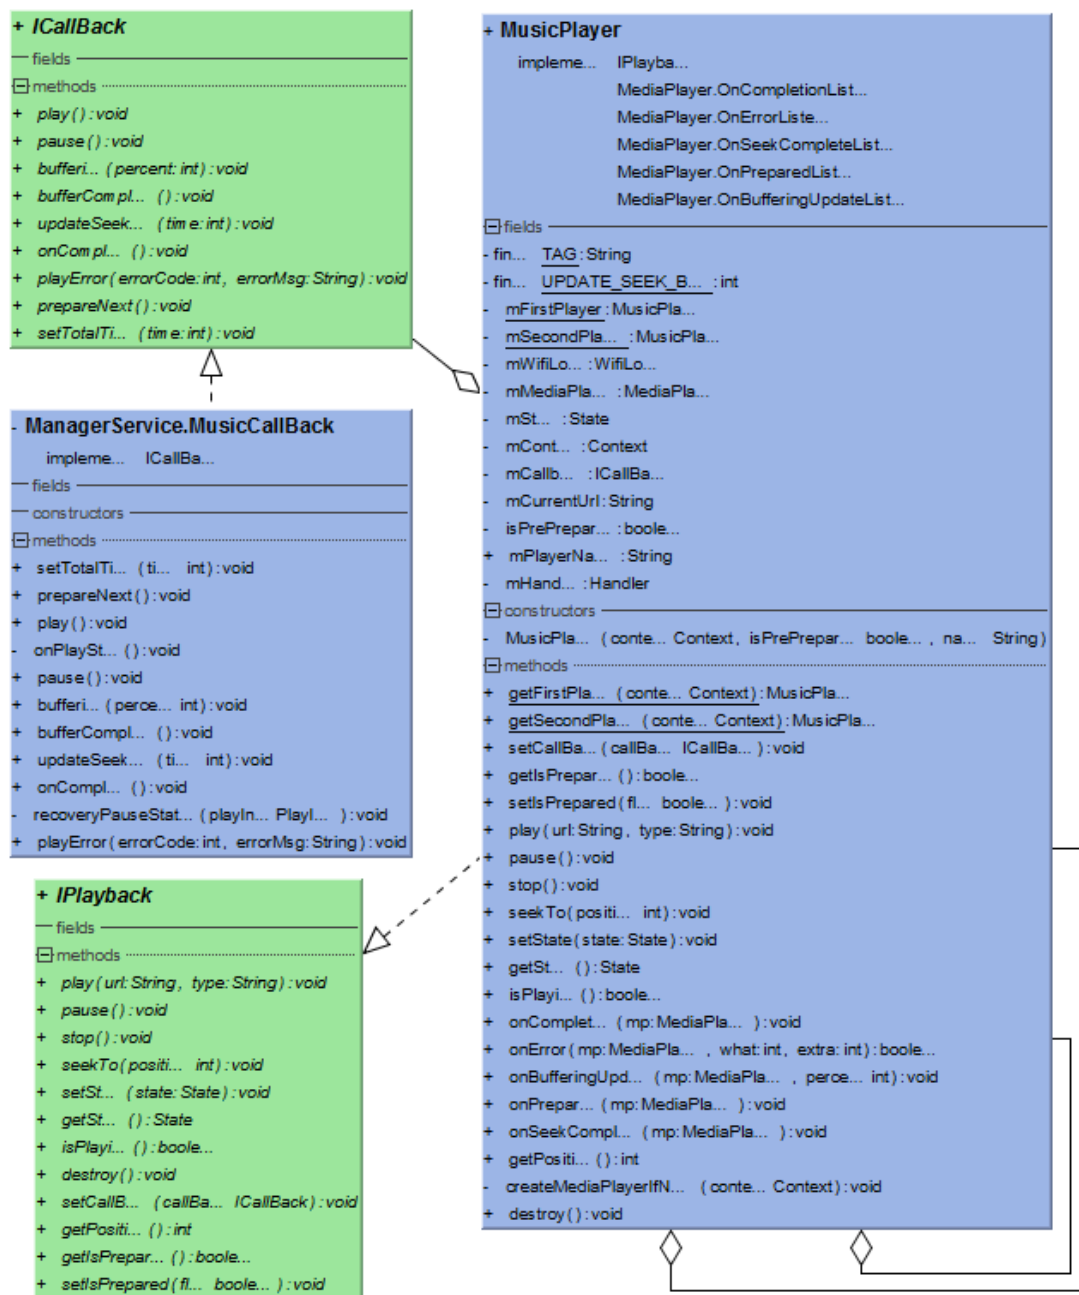 + ICallBack
fields
methods
+ play():void
+ pause():void
+ bufferi... (percent:int):void
+ bufferCompl... ():void
+ updateSeek... (time:int):void
+ onCompl... ():void
+ playError(errorCode:int, errorMsg:String):void
+ prepareNext():void
+ setTotalTi... (time:int):void
- ManagerService.MusicCallBack
impleme... ICallBa...
fields
constructors
methods
+ setTotalTi... (ti... int):void
+ prepareNext():void
+ play():void
- onPlaySt... ():void
+ pause():void
+ bufferi... (perce... int):void
+ bufferCompl... ():void
+ updateSeek... (ti... int):void
+ onCompl... ():void
- recoveryPauseStat... (playIn... PlayI... ):void
+ playError(errorCode:int, errorMsg:String):void
+ IPlayback
fields
methods
+ play(url:String, type:String):void
+ pause():void
+ stop():void
+ seekTo(positi... int):void
+ setSt... (state:State):void
+ getSt... ():State
+ isPlayi... ():boole...
+ destroy():void
+ setCallB... (callBa... ICallBack):void
+ getPositi... ():int
+ getIsPrepar... ():boole...
+ setIsPrepared(fl... boole... ):void
+ MusicPlayer
impleme... IPlayba...
MediaPlayer.OnCompletionList...
MediaPlayer.OnErrorListe...
MediaPlayer.OnSeekCompleteList...
MediaPlayer.OnPreparedList...
MediaPlayer.OnBufferingUpdateList...
fields
- fin... TAG:String
- fin... UPDATE_SEEK_B... :int
- mFirstPlayer:MusicPla...
- mSecondPla... :MusicPla...
- mWifiLo... :WifiLo...
- mMediaPla... :MediaPla...
- mSt... :State
- mCont... :Context
- mCallb... :ICallBa...
- mCurrentUrl:String
- isPrePrepar... :boole...
+ mPlayerNa... :String
- mHand... :Handler
constructors
- MusicPla... (conte... Context, isPrePrepar... boole... , na... String)
methods
+ getFirstPla... (conte... Context):MusicPla...
+ getSecondPla... (conte... Context):MusicPla...
+ setCallBa... (callBa... ICallBa... ):void
+ getIsPrepar... ():boole...
+ setIsPrepared(fl... boole... ):void
+ play(url:String, type:String):void
+ pause():void
+ stop():void
+ seekTo(positi... int):void
+ setState(state:State):void
+ getSt... ():State
+ isPlayi... ():boole...
+ onComplet... (mp:MediaPla... ):void
+ onError(mp:MediaPla... , what:int, extra:int):boole...
+ onBufferingUpd... (mp:MediaPla... , perce... int):void
+ onPrepar... (mp:MediaPla... ):void
+ onSeekCompl... (mp:MediaPla... ):void
+ getPositi... ():int
- createMediaPlayerIfN... (conte... Context):void
+ destroy():void